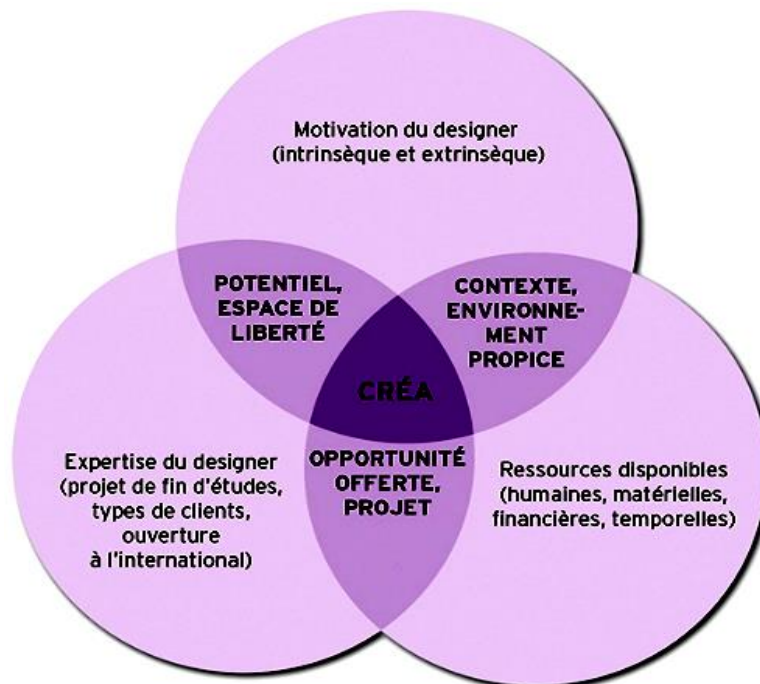 Motivation du designer
(intrinsèque et extrinsèque)
POTENTIEL,
ESPACE DE
LIBERTÉ
CONTEXTE,
ENVIRONNE-
MENT
PROPICE
CRÉA
Expertise du designer
(projet de fin d'études,
types de clients,
ouverture
à l'international)
OPPORTUNITÉ
OFFERTE,
PROJET
Ressources disponibles
(humaines, matérielles,
financières, temporelles)